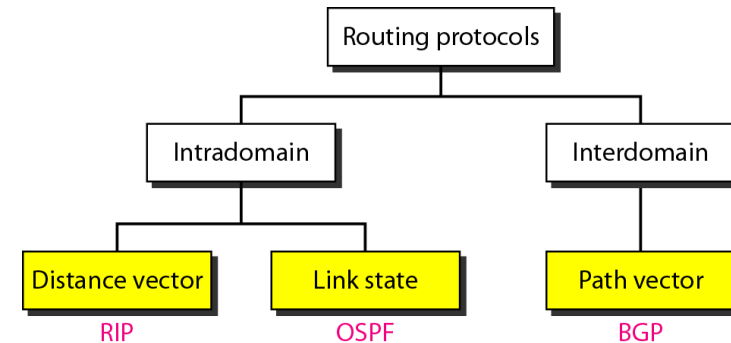 Routing protocols
Intradomain
Interdomain
Distance vector
Link state
Path vector
RIP
OSPF
BGP